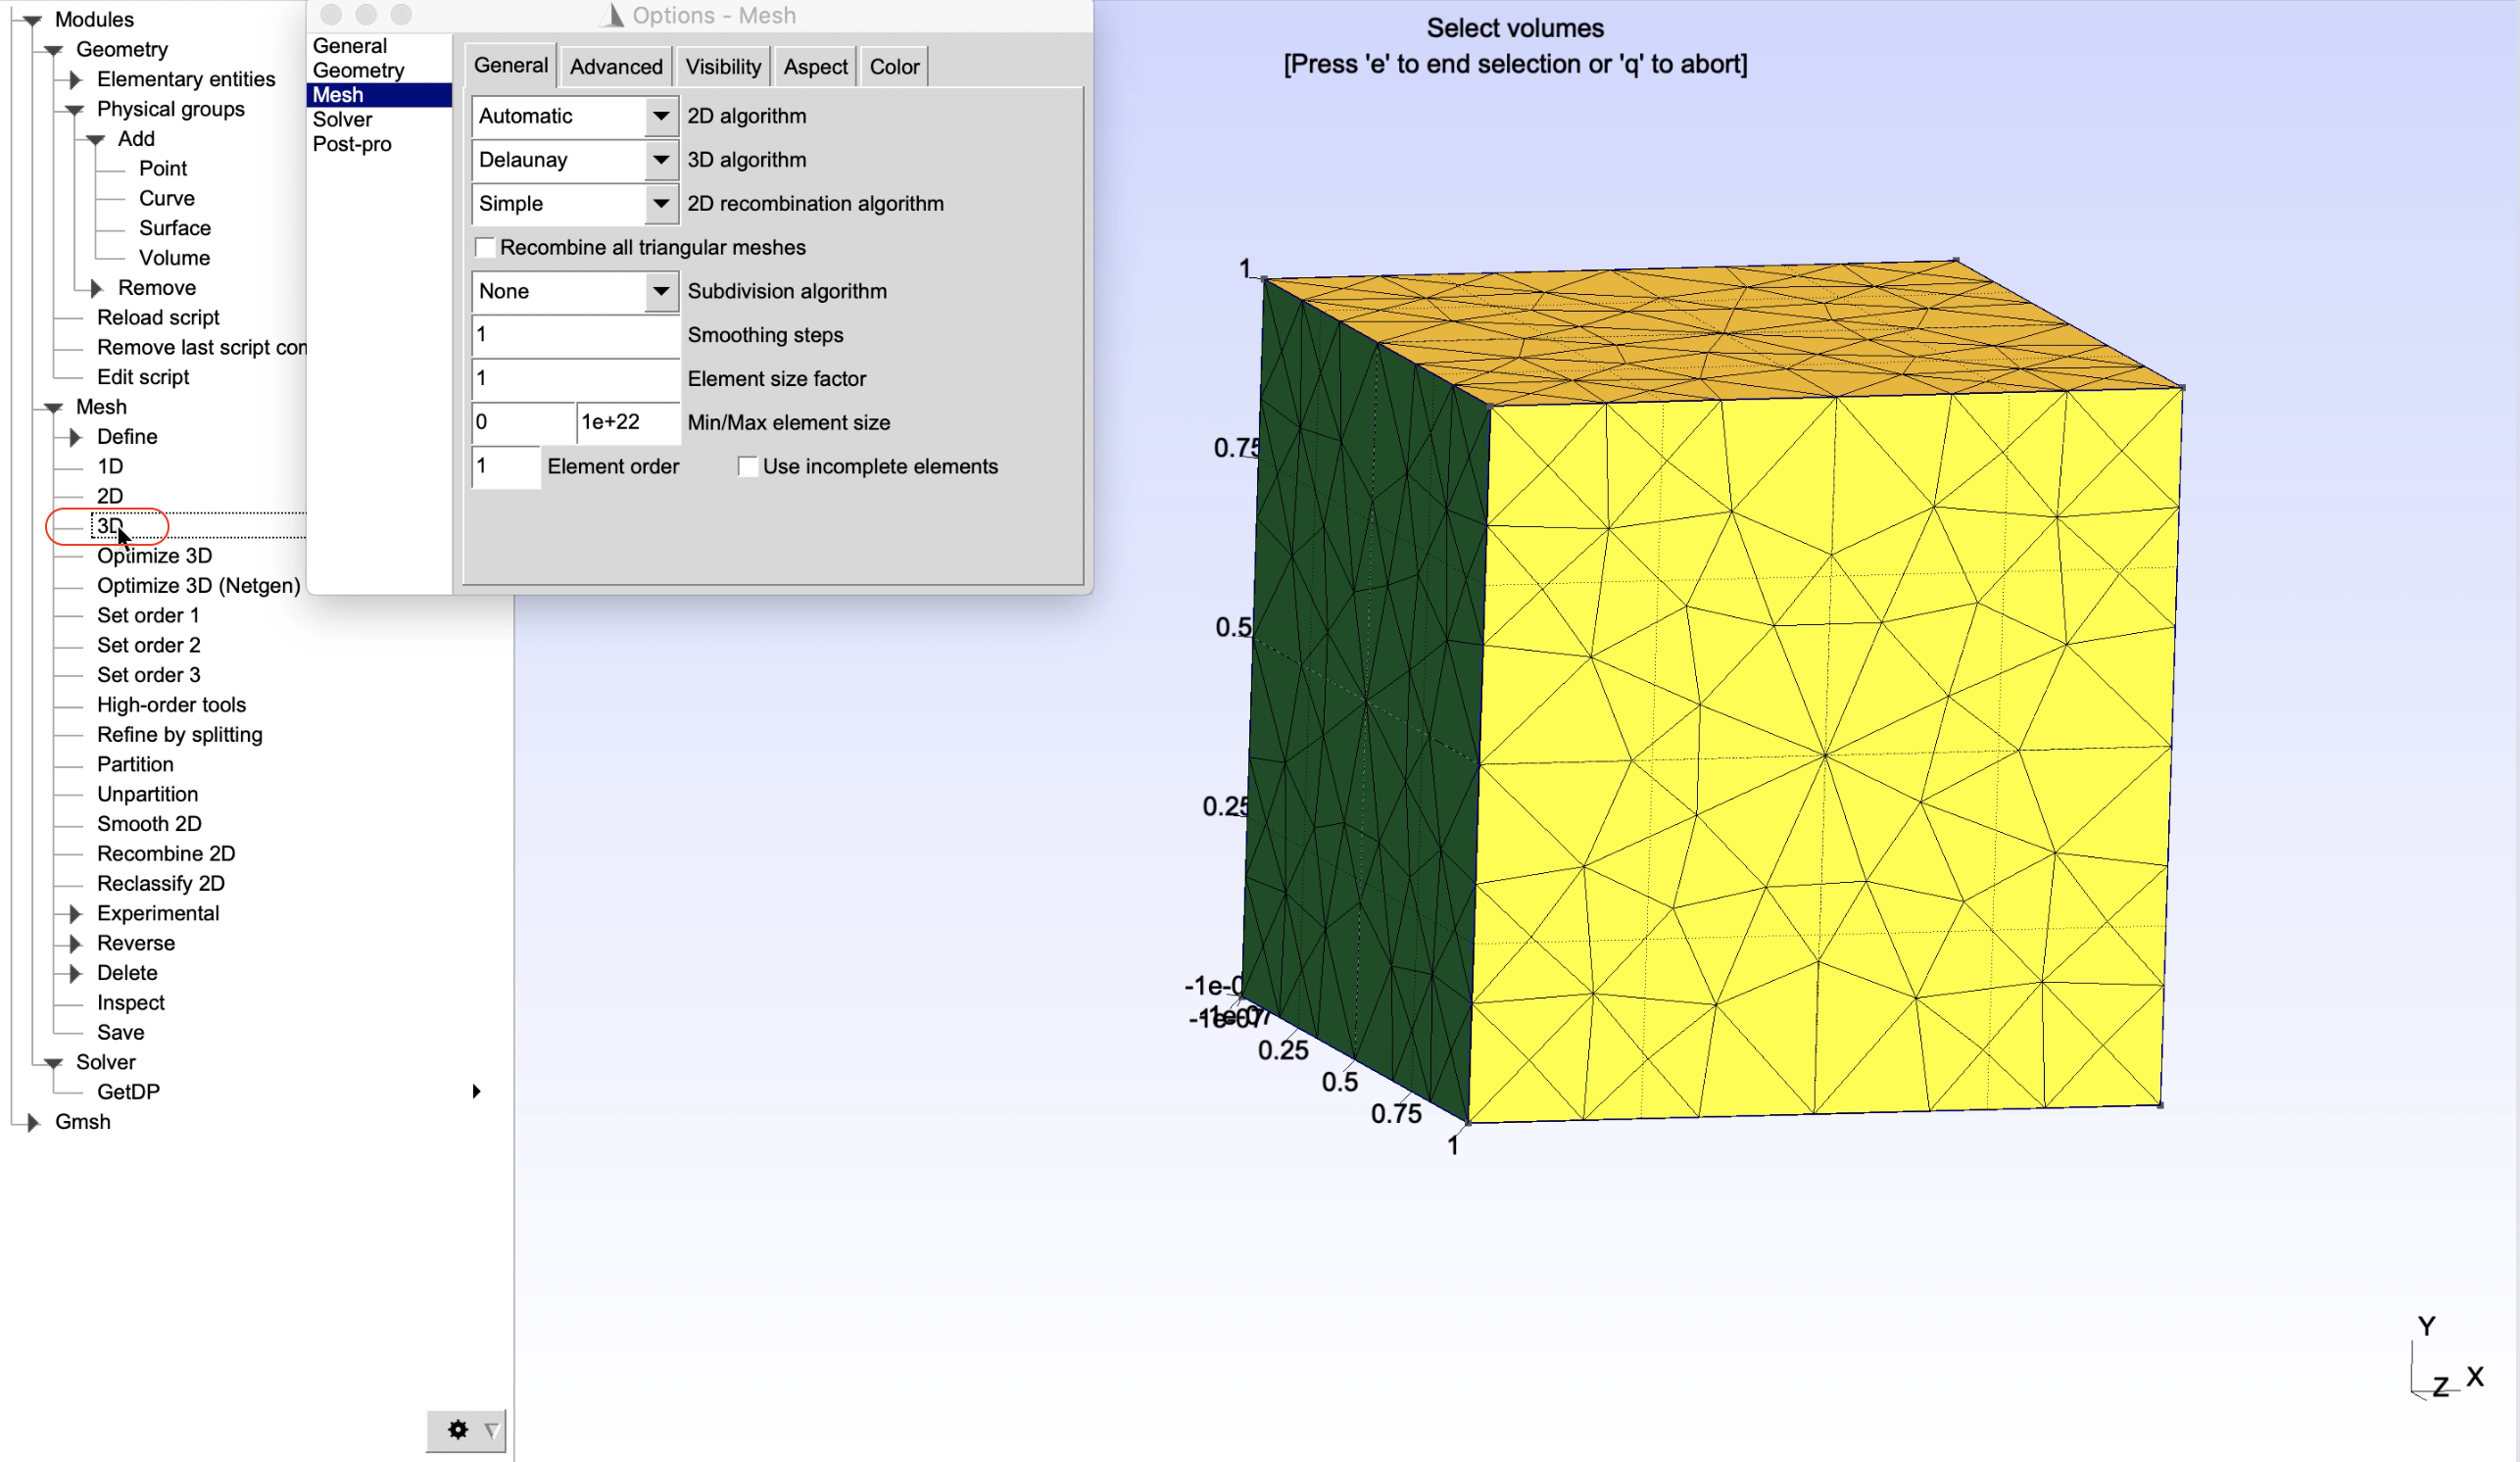 Modules
Geometry
Elementary entities
Physical groups
Add
Point
Curve
Surface
Volume
Remove
Reload script
Remove last script con
Edit script
Mesh
Define
1D
2D
3D
Optimize 3D
Optimize 3D (Netgen)
Set order 1
Set order 2
Set order 3
High-order tools
Refine by splitting
Partition
Unpartition
Smooth 2D
Recombine 2D
Reclassify 2D
Experimental
Reverse
Delete
Inspect
Save
Solver
GetDP
Gmsh
Options - Mesh
General
Geometry
Mesh
Solver
Post-pro
General Advanced Visibility Aspect Color
Automatic 2D algorithm
Delaunay 3D algorithm
Simple 2D recombination algorithm
Recombine all triangular meshes
None Subdivision algorithm
1 Smoothing steps
1 Element size factor
0 1e+22 Min/Max element size
1 Element order Use incomplete elements
Select volumes
[Press 'e' to end selection or 'q' to abort]
1
0.75
0.5
0.25
-1e-0
-1e-07
0.25
0.5
0.75
1
Y
Z X